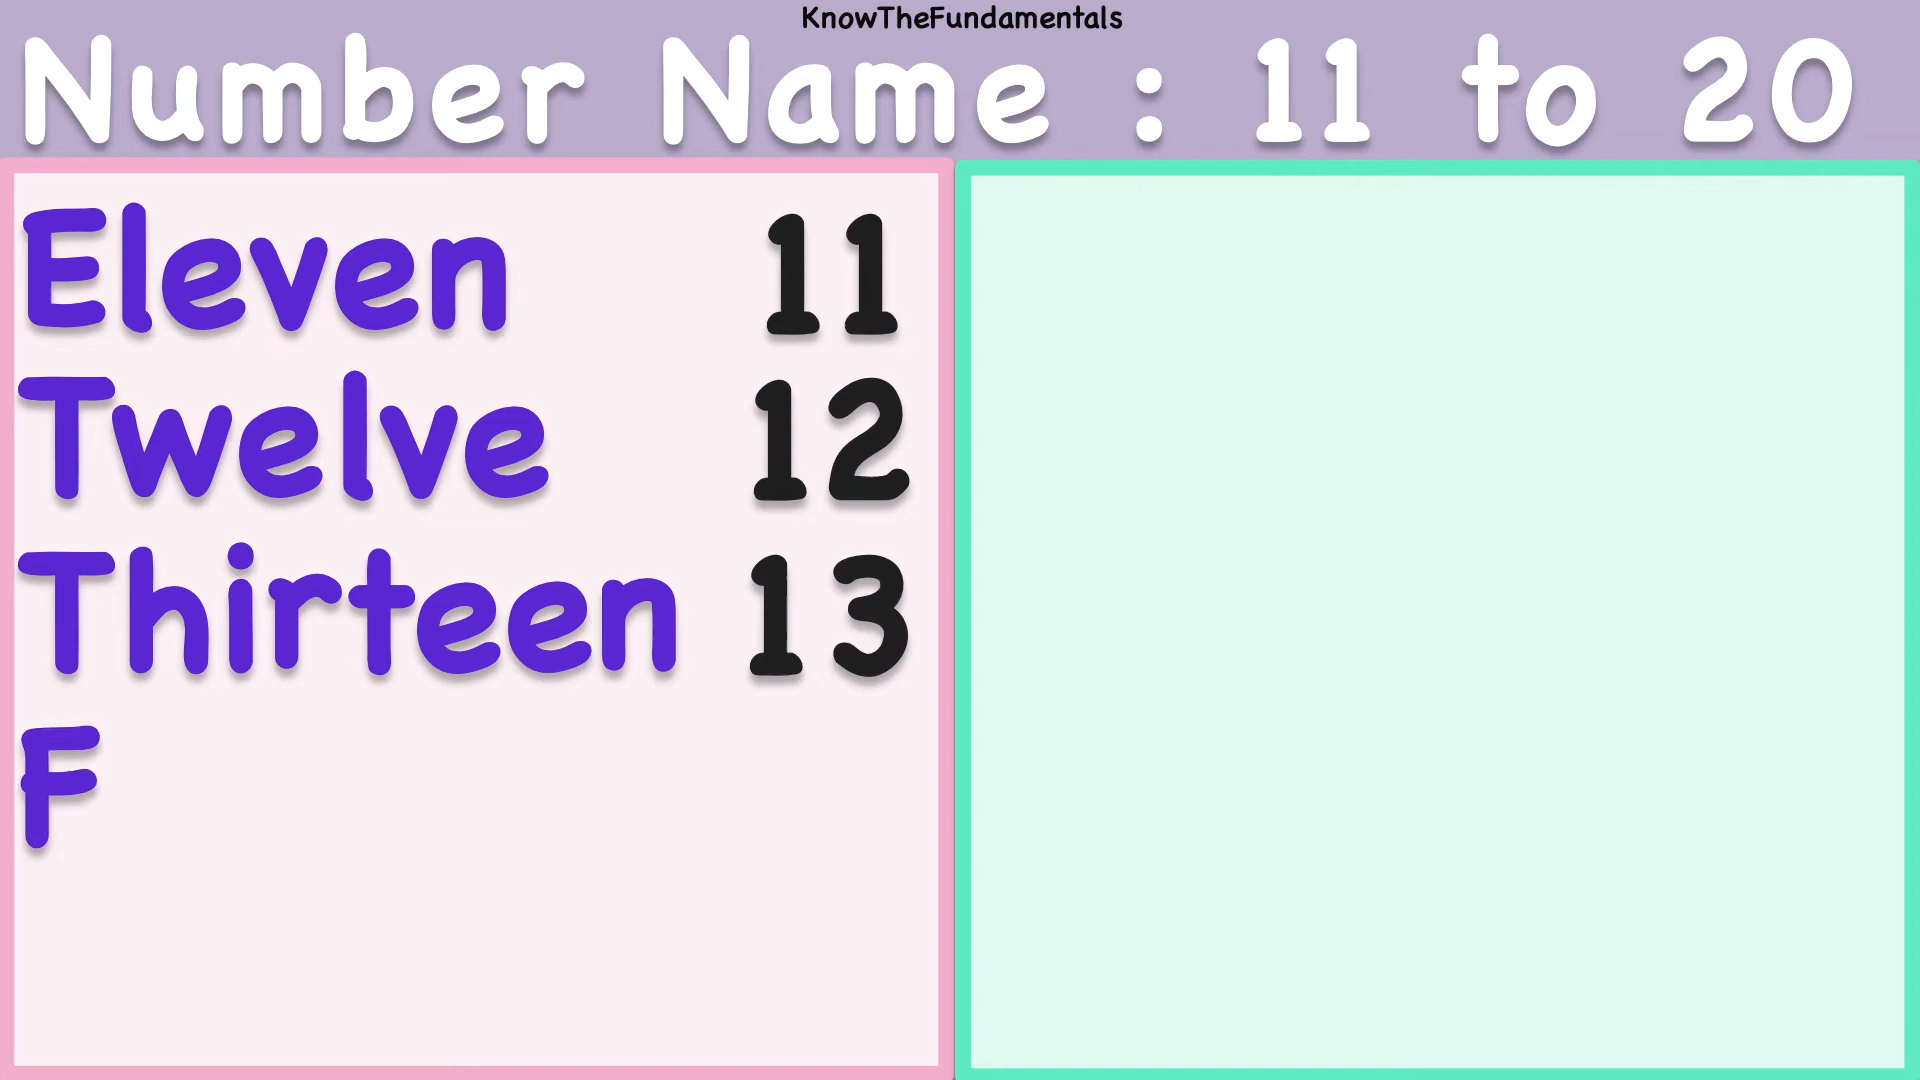 KnowTheFundamentals
Number Name : 11 to 20
Eleven 11
Twelve 12
Thirteen 13
F